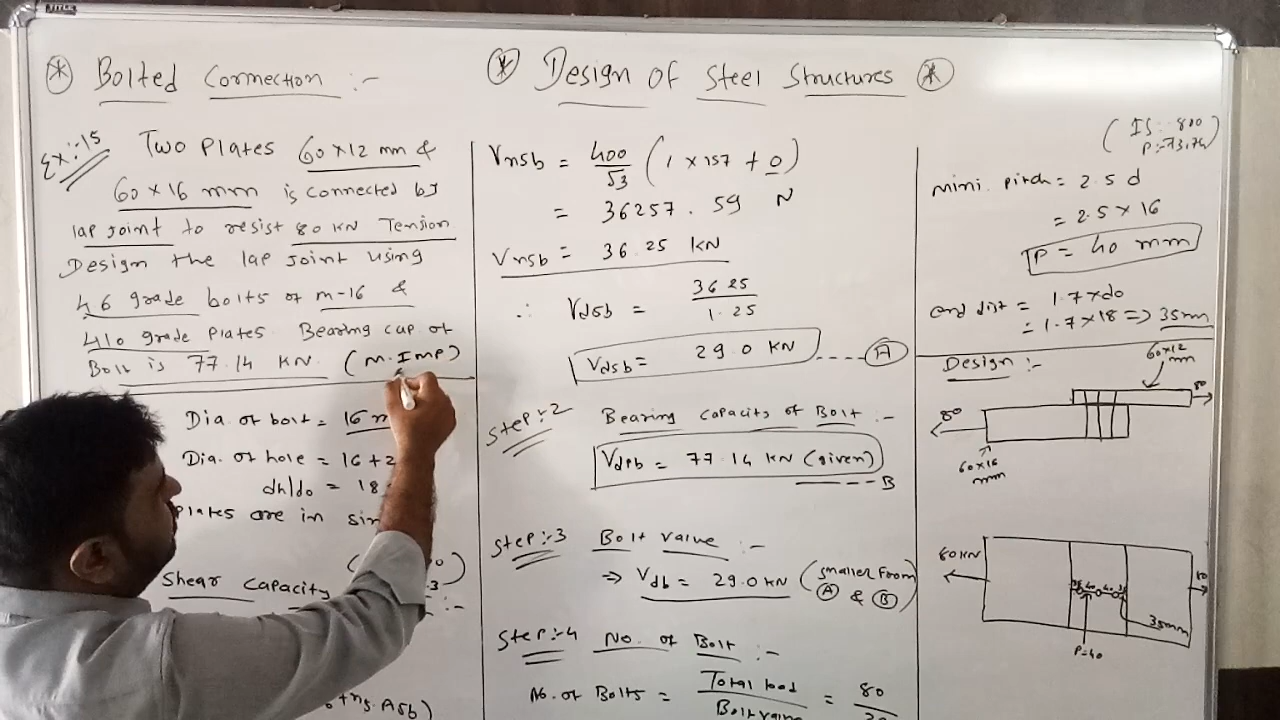 * Bolted Connection :-
* Design Of Steel Structures *
Ex:-15 Two Plates 60 x 12 mm &
60 x 16 mm is connected by
lap joint to resist 80 KN Tension
Design the lap joint using
4.6 grade bolts of m-16 &
410 grade Plates. Bearing cap of
Bolt is 77.14 KN. (M.IMP)
Dia. of bolt = 16 m
Dia. of hole = 16 + 2
dh/do = 18
Plates are in sin
Shear Capacity
:-
+ ns. Asb)
Vnsb = 400/√3 (1 x 157 + 0)
= 36257.59 N
Vnsb = 36.25 KN
∴ Vdsb = 36.25/1.25
Vdsb = 29.0 KN ---- A
Step:-2 Bearing Capacity of Bolt :-
Vdpb = 77.14 KN (given)
---- B
Step:-3 Bolt Value :-
⇒ Vdb = 29.0 KN (smaller From
A & B)
Step:-4 No. of Bolt :-
No. of Bolts = Total load/Bolt value = 80
(IS:- 800
P:-73,74)
mini. Pitch = 2.5 d
= 2.5 x 16
P = 40 mm
end dist = 1.7 x do
= 1.7 x 18 => 35mm
Design :-
60x12
mm
80
80
60x16
mm
80KN
80
35mm
P=40